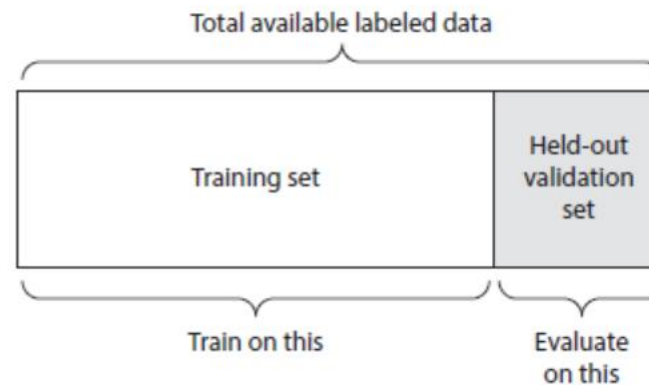 Total available labeled data
Training set
Held-out
validation
set
Train on this
Evaluate
on this